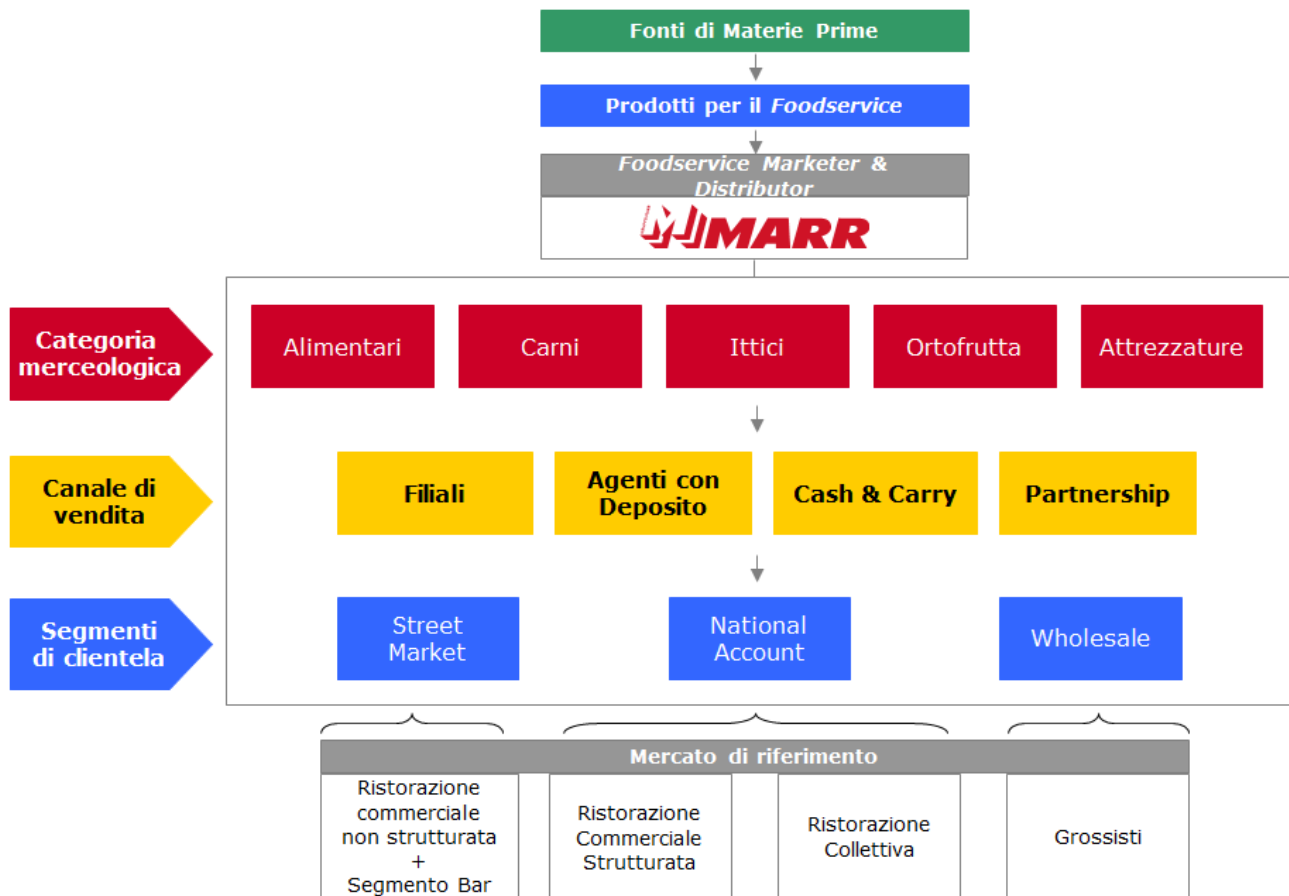 Fonti di Materie Prime
Prodotti per il Foodservice
Foodservice Marketer &
Distributor
M MARR
Categoria
merceologica
Alimentari
Carni
Ittici
Ortofrutta
Attrezzature
Canale di
vendita
Filiali
Agenti con
Deposito
Cash & Carry
Partnership
Segmenti
di clientela
Street
Market
National
Account
Wholesale
Mercato di riferimento
Ristorazione
commerciale
non strutturata
+
Segmento Bar
Ristorazione
Commerciale
Strutturata
Ristorazione
Collettiva
Grossisti